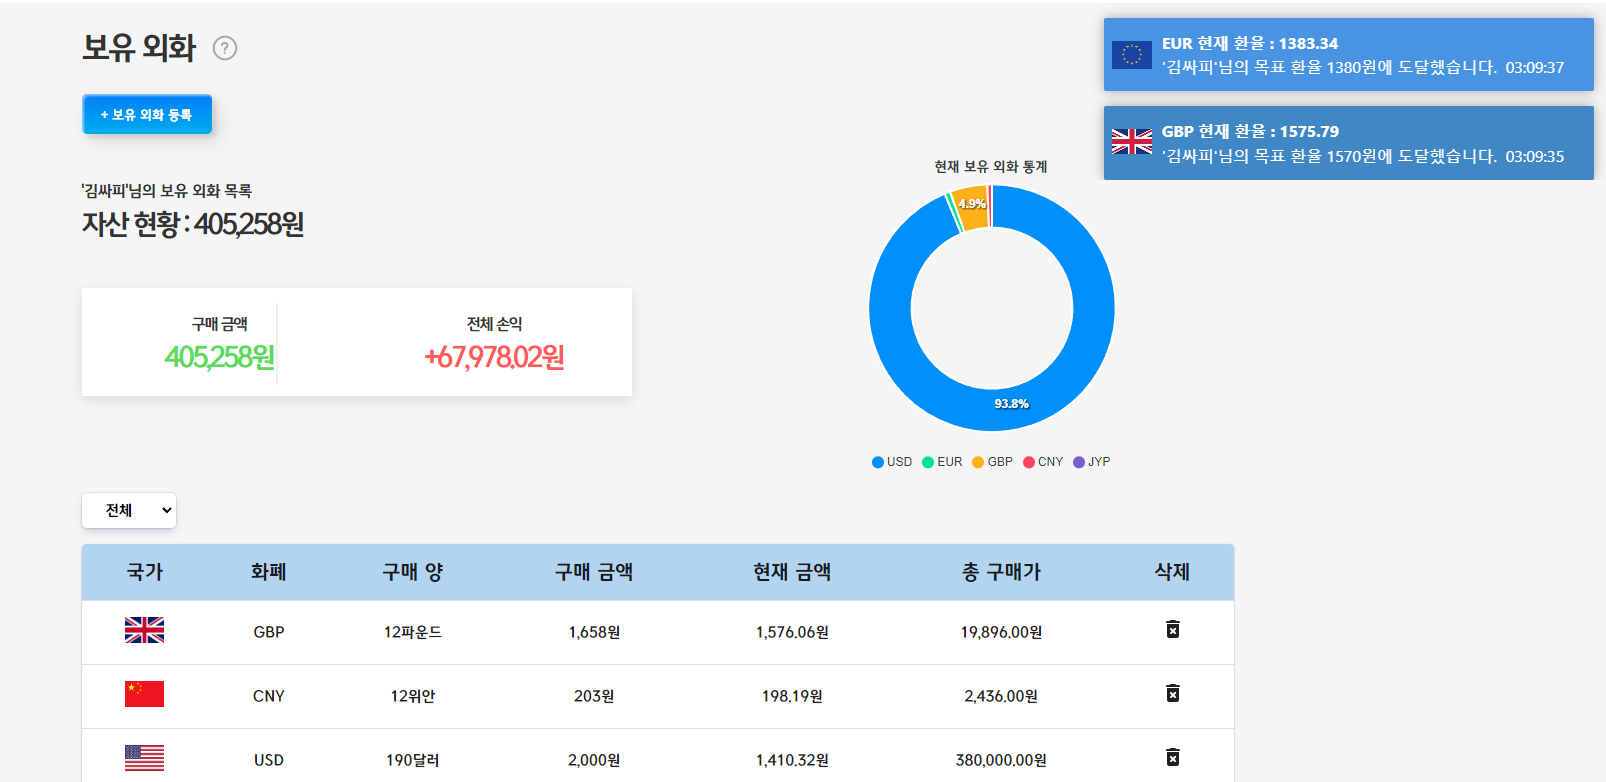 보유 외화 ?
+ 보유 외화 등록
'김싸피'님의 보유 외화 목록
자산 현황 : 405,258원
구매 금액
405,258원
전체 손익
+67,978.02원
EUR 현재 환율 : 1383.34
'김싸피'님의 목표 환율 1380원에 도달했습니다. 03:09:37
GBP 현재 환율 : 1575.79
'김싸피'님의 목표 환율 1570원에 도달했습니다. 03:09:35
현재 보유 외화 통계
4.9%
93.8%
USD EUR GBP CNY JYP
전체
국가 화폐 구매 양 구매 금액 현재 금액 총 구매가 삭제
GBP 12파운드 1,658원 1,576.06원 19,896.00원
CNY 12위안 203원 198.19원 2,436.00원
USD 190달러 2,000원 1,410.32원 380,000.00원